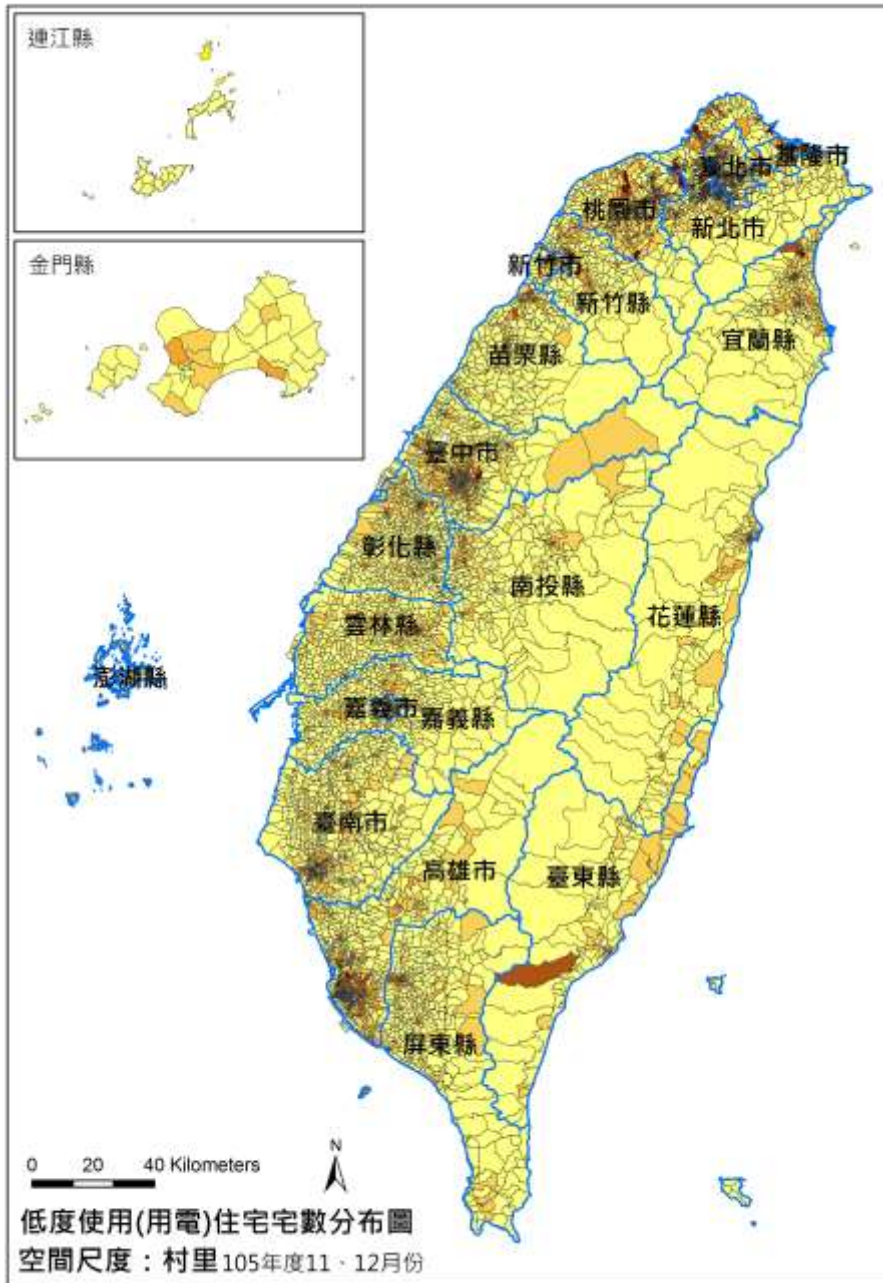 連江縣
金門縣
基隆市
臺北市
桃園市
新北市
新竹市
新竹縣
宜蘭縣
苗栗縣
臺中市
彰化縣
南投縣
花蓮縣
雲林縣
澎湖縣
嘉義市
嘉義縣
臺南市
高雄市
臺東縣
屏東縣
N
0 20 40 Kilometers
低度使用(用電)住宅宅數分布圖
空間尺度：村里105年度11、12月份